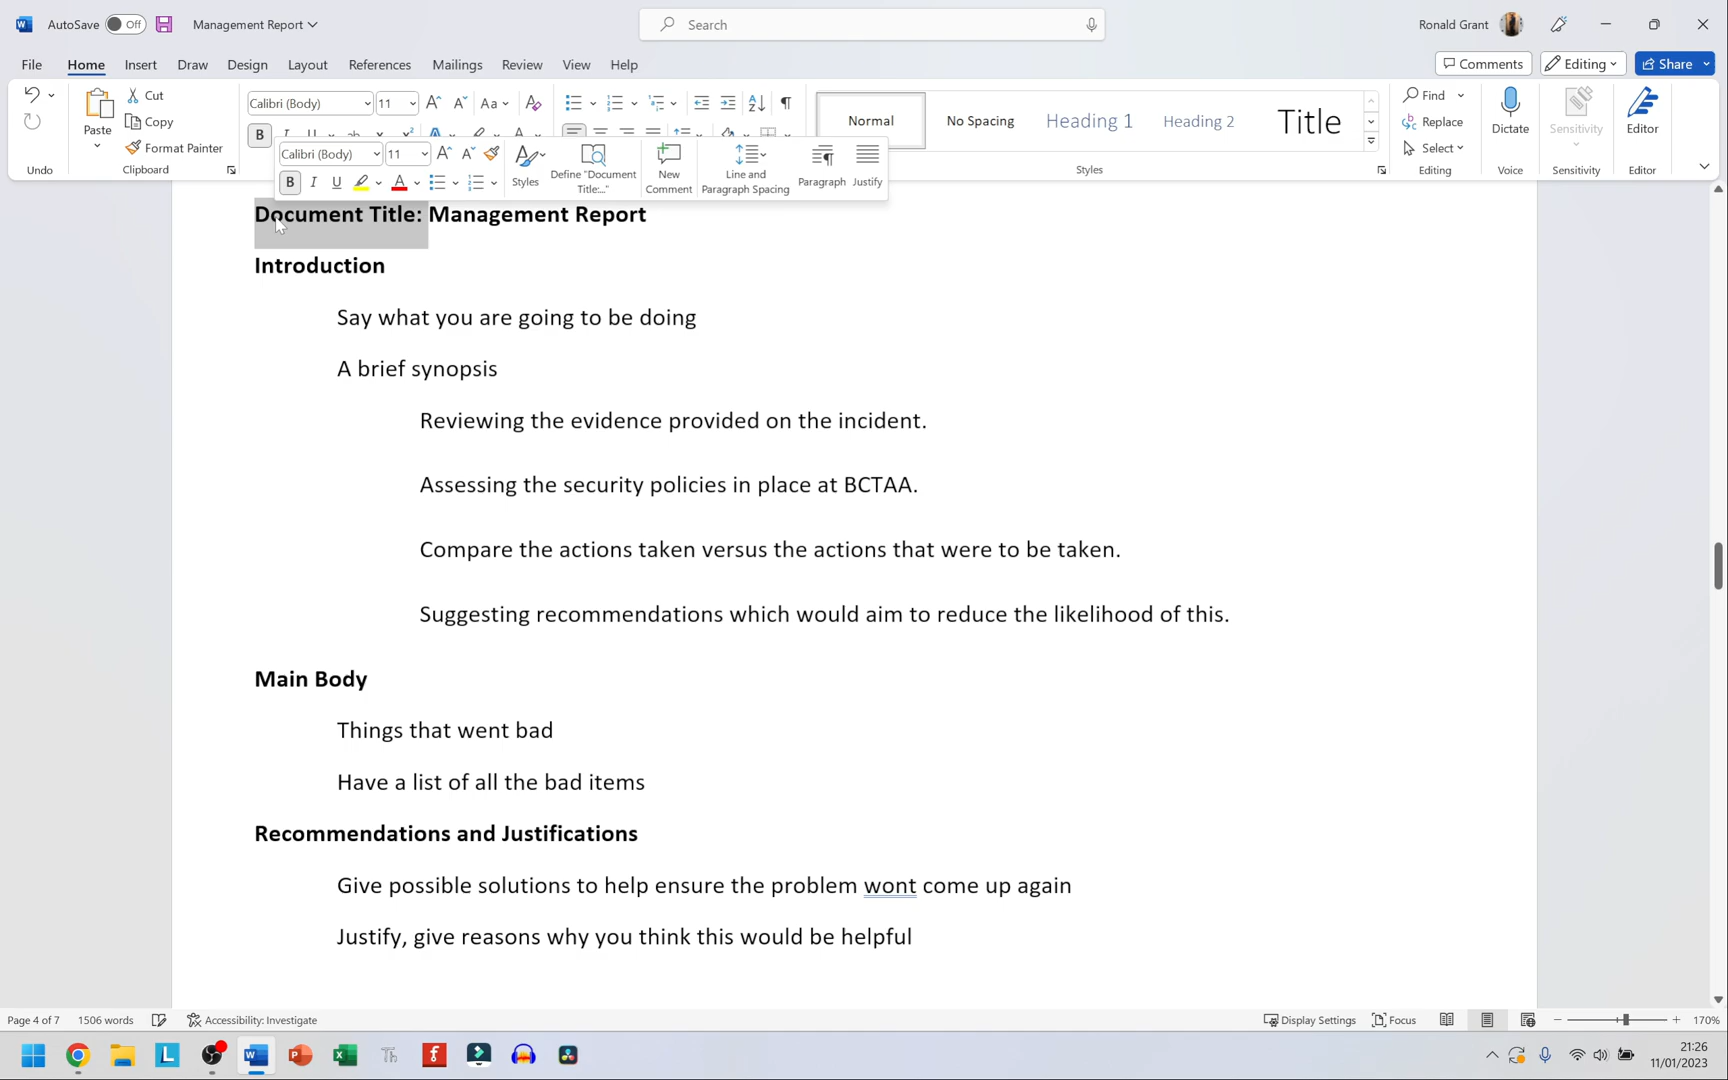 AutoSave Off Management Report Search Ronald Grant
File Home Insert Draw Design Layout References Mailings Review View Help Comments Editing Share
Undo
Paste Cut
Copy
Format Painter
Clipboard
Calibri (Body) 11 Aa
B
Normal No Spacing Heading 1 Heading 2 Title
Styles
Find
Replace
Select
Editing
Dictate
Voice
Sensitivity
Sensitivity
Editor
Editor
Calibri (Body) 11
B I U A
Styles
Define "Document
Title:..."
New
Comment
Line and
Paragraph Spacing
Paragraph
Justify
Document Title: Management Report
Introduction
Say what you are going to be doing
A brief synopsis
Reviewing the evidence provided on the incident.
Assessing the security policies in place at BCTAA.
Compare the actions taken versus the actions that were to be taken.
Suggesting recommendations which would aim to reduce the likelihood of this.
Main Body
Things that went bad
Have a list of all the bad items
Recommendations and Justifications
Give possible solutions to help ensure the problem wont come up again
Justify, give reasons why you think this would be helpful
Page 4 of 7 1506 words Accessibility: Investigate Display Settings Focus 170%
21:26
11/01/2023